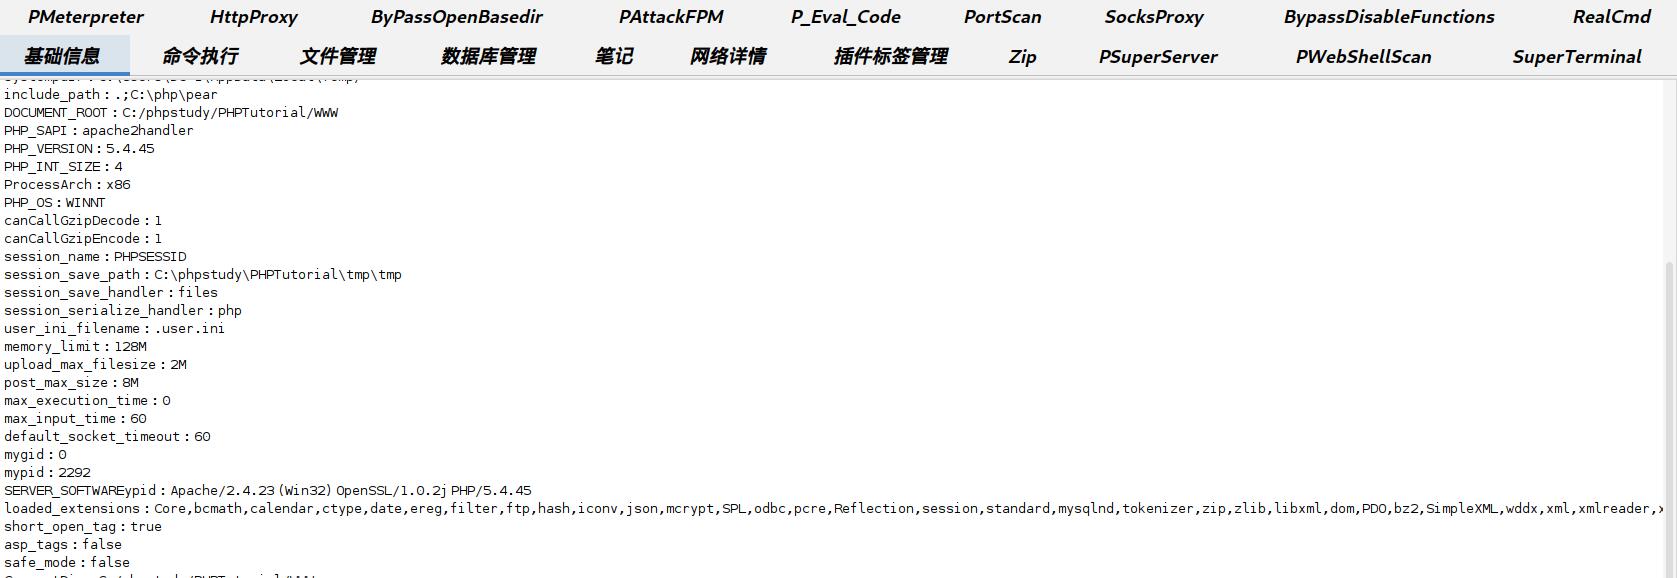 PMeterpreter HttpProxy ByPassOpenBasedir PAttackFPM P_Eval_Code PortScan SocksProxy BypassDisableFunctions RealCmd
基础信息 命令执行 文件管理 数据库管理 笔记 网络详情 插件标签管理 Zip PSuperServer PWebShellScan SuperTerminal
include_path : .;C:\php\pear
DOCUMENT_ROOT : C:/phpstudy/PHPTutorial/WWW
PHP_SAPI : apache2handler
PHP_VERSION : 5.4.45
PHP_INT_SIZE : 4
ProcessArch : x86
PHP_OS : WINNT
canCallGzipDecode : 1
canCallGzipEncode : 1
session_name : PHPSESSID
session_save_path : C:\phpstudy\PHPTutorial\tmp\tmp
session_save_handler : files
session_serialize_handler : php
user_ini_filename : .user.ini
memory_limit : 128M
upload_max_filesize : 2M
post_max_size : 8M
max_execution_time : 0
max_input_time : 60
default_socket_timeout : 60
mygid : 0
mypid : 2292
SERVER_SOFTWAREypid : Apache/2.4.23 (Win32) OpenSSL/1.0.2j PHP/5.4.45
loaded_extensions : Core,bcmath,calendar,ctype,date,ereg,filter,ftp,hash,iconv,json,mcrypt,SPL,odbc,pcre,Reflection,session,standard,mysqlnd,tokenizer,zip,zlib,libxml,dom,PDO,bz2,SimpleXML,wddx,xml,xmlreader,x
short_open_tag : true
asp_tags : false
safe_mode : false